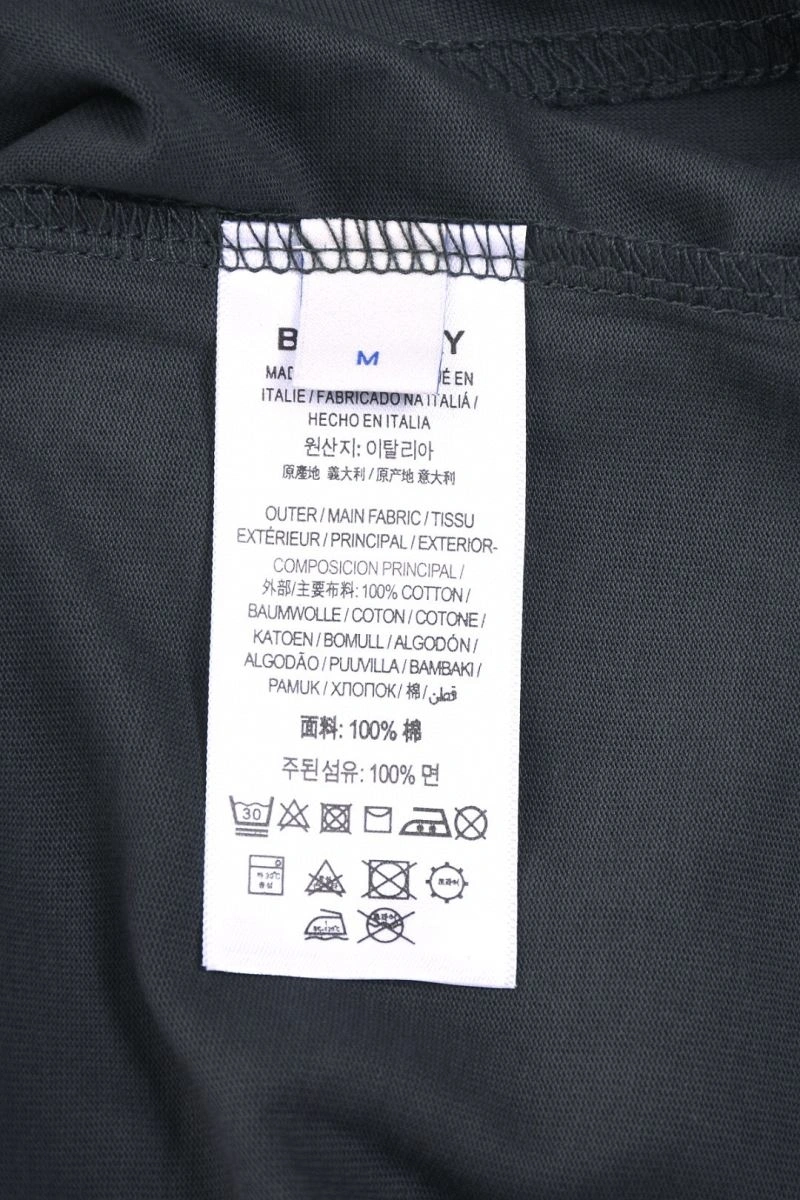 M
ITALIE / FABRICADO NA ITALIÁ /
HECHO EN ITALIA
원산지: 이탈리아
原產地 義大利 / 原产地 意大利
OUTER / MAIN FABRIC / TISSU
EXTÉRIEUR / PRINCIPAL / EXTERIOR-
COMPOSICION PRINCIPAL /
外部/主要布料: 100% COTTON /
BAUMWOLLE / COTON / COTONE /
KATOEN / BOMULL / ALGODÓN /
ALGODÃO / PUUVILLA / BAMBAKI /
PAMUK / ХЛОПОК / 棉 / قطن
面料: 100% 棉
주된섬유: 100% 면
30